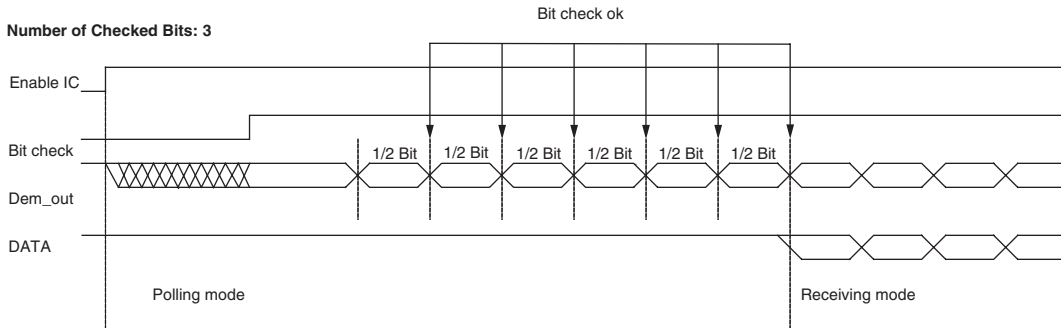 Bit check ok
Number of Checked Bits: 3
Enable IC
Bit check
1/2 Bit 1/2 Bit 1/2 Bit 1/2 Bit 1/2 Bit 1/2 Bit
Dem_out
DATA
Polling mode Receiving mode